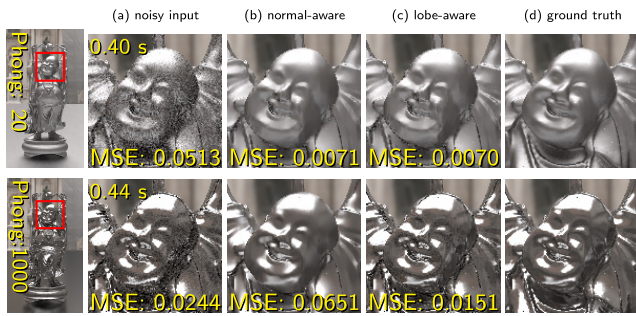 (a) noisy input (b) normal-aware (c) lobe-aware (d) ground truth
Phong: 20
0.40 s
MSE: 0.0513 MSE: 0.0071 MSE: 0.0070
Phong: 1000
0.44 s
MSE: 0.0244 MSE: 0.0651 MSE: 0.0151